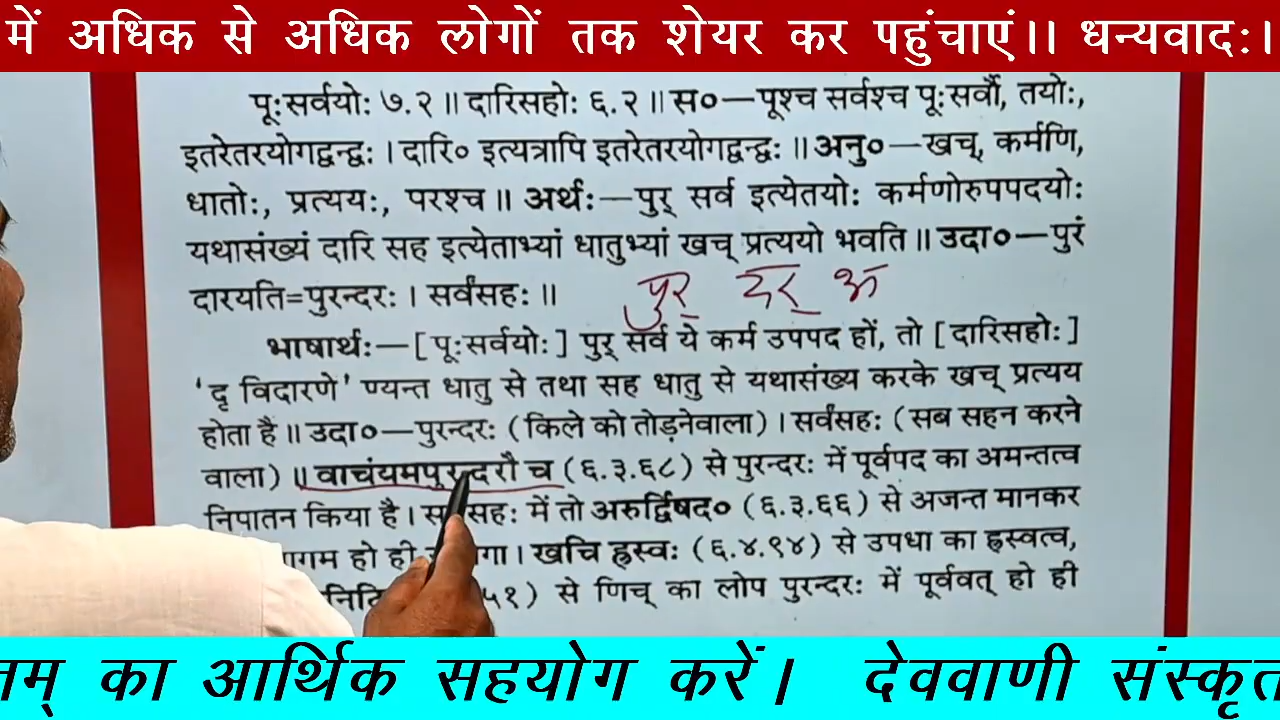 में अधिक से अधिक लोगों तक शेयर कर पहुंचाएं।। धन्यवादः।
पूःसर्वयोः ७.२ ॥ दारिसहोः ६.२ ॥ स०—पूश्च सर्वश्च पूःसर्वौ, तयोः,
इतरेतरयोगद्वन्द्वः । दारि० इत्यत्रापि इतरेतरयोगद्वन्द्वः ॥ अनु०—खच्, कर्मणि,
धातोः, प्रत्ययः, परश्च ॥ अर्थः—पुर् सर्व इत्येतयोः कर्मणोरुपपदयोः
यथासंख्यं दारि सह इत्येताभ्यां धातुभ्यां खच् प्रत्ययो भवति ॥ उदा०—पुरं
दारयति=पुरन्दरः । सर्वंसहः ॥
पुर् दर् अ
भाषार्थः—[पूःसर्वयोः] पुर् सर्व ये कर्म उपपद हों, तो [दारिसहोः]
'दृ विदारणे' ण्यन्त धातु से तथा सह धातु से यथासंख्य करके खच् प्रत्यय
होता है ॥ उदा०—पुरन्दरः (किले को तोड़नेवाला) । सर्वंसहः (सब सहन करने
वाला) ॥ वाचंयमपुरन्दरौ च (६.३.६८) से पुरन्दरः में पूर्वपद का अमन्तत्व
निपातन किया है । सहः में तो अरुर्द्विषद० (६.३.६६) से अजन्त मानकर
हो ही । खचि ह्रस्वः (६.४.९४) से उपधा का ह्रस्वत्व,
५१) से णिच् का लोप पुरन्दरः में पूर्ववत् हो ही
का आर्थिक सहयोग करें। देववाणी संस्कृत